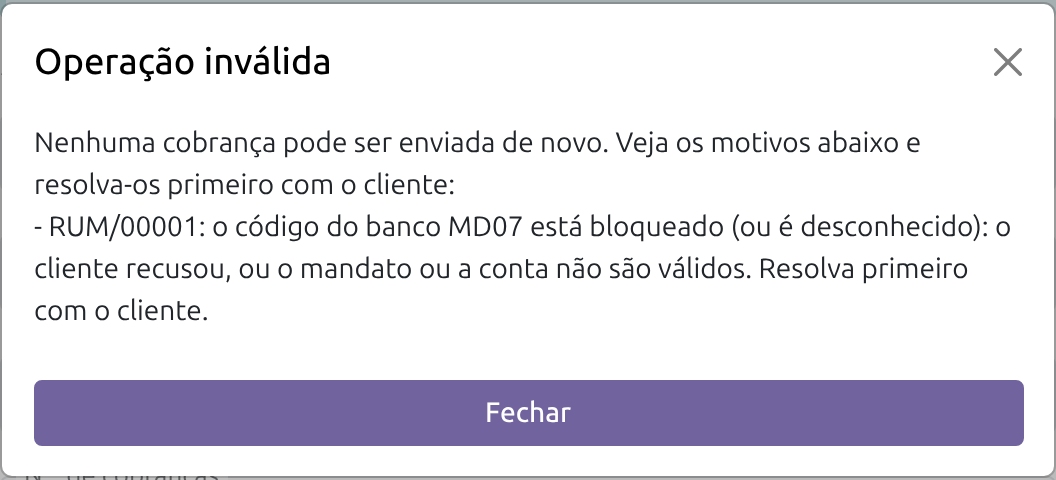 Operação inválida
Nenhuma cobrança pode ser enviada de novo. Veja os motivos abaixo e
resolva-os primeiro com o cliente:
- RUM/00001: o código do banco MD07 está bloqueado (ou é desconhecido): o
cliente recusou, ou o mandato ou a conta não são válidos. Resolva primeiro
com o cliente.
Fechar